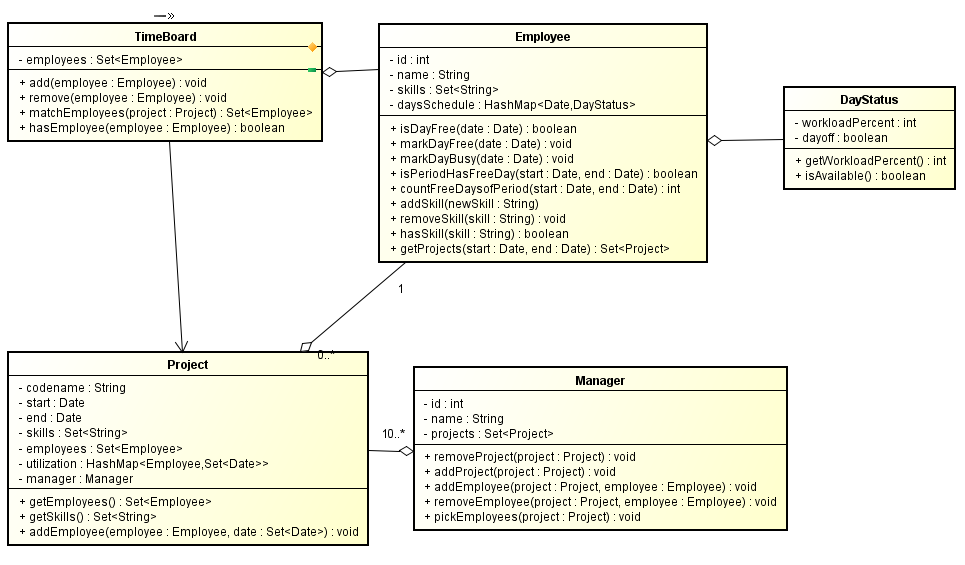 TimeBoard
- employees : Set<Employee>
+ add(employee : Employee) : void
+ remove(employee : Employee) : void
+ matchEmployees(project : Project) : Set<Employee>
+ hasEmployee(employee : Employee) : boolean
Employee
- id : int
- name : String
- skills : Set<String>
- daysSchedule : HashMap<Date,DayStatus>
+ isDayFree(date : Date) : boolean
+ markDayFree(date : Date) : void
+ markDayBusy(date : Date) : void
+ isPeriodHasFreeDay(start : Date, end : Date) : boolean
+ countFreeDaysofPeriod(start : Date, end : Date) : int
+ addSkill(newSkill : String)
+ removeSkill(skill : String) : void
+ hasSkill(skill : String) : boolean
+ getProjects(start : Date, end : Date) : Set<Project>
DayStatus
- workloadPercent : int
- dayoff : boolean
+ getWorkloadPercent() : int
+ isAvailable() : boolean
1
0..*
Project
- codename : String
- start : Date
- end : Date
- skills : Set<String>
- employees : Set<Employee>
- utilization : HashMap<Employee,Set<Date>>
- manager : Manager
+ getEmployees() : Set<Employee>
+ getSkills() : Set<String>
+ addEmployee(employee : Employee, date : Set<Date>) : void
10..*
Manager
- id : int
- name : String
- projects : Set<Project>
+ removeProject(project : Project) : void
+ addProject(project : Project) : void
+ addEmployee(project : Project, employee : Employee) : void
+ removeEmployee(project : Project, employee : Employee) : void
+ pickEmployees(project : Project) : void